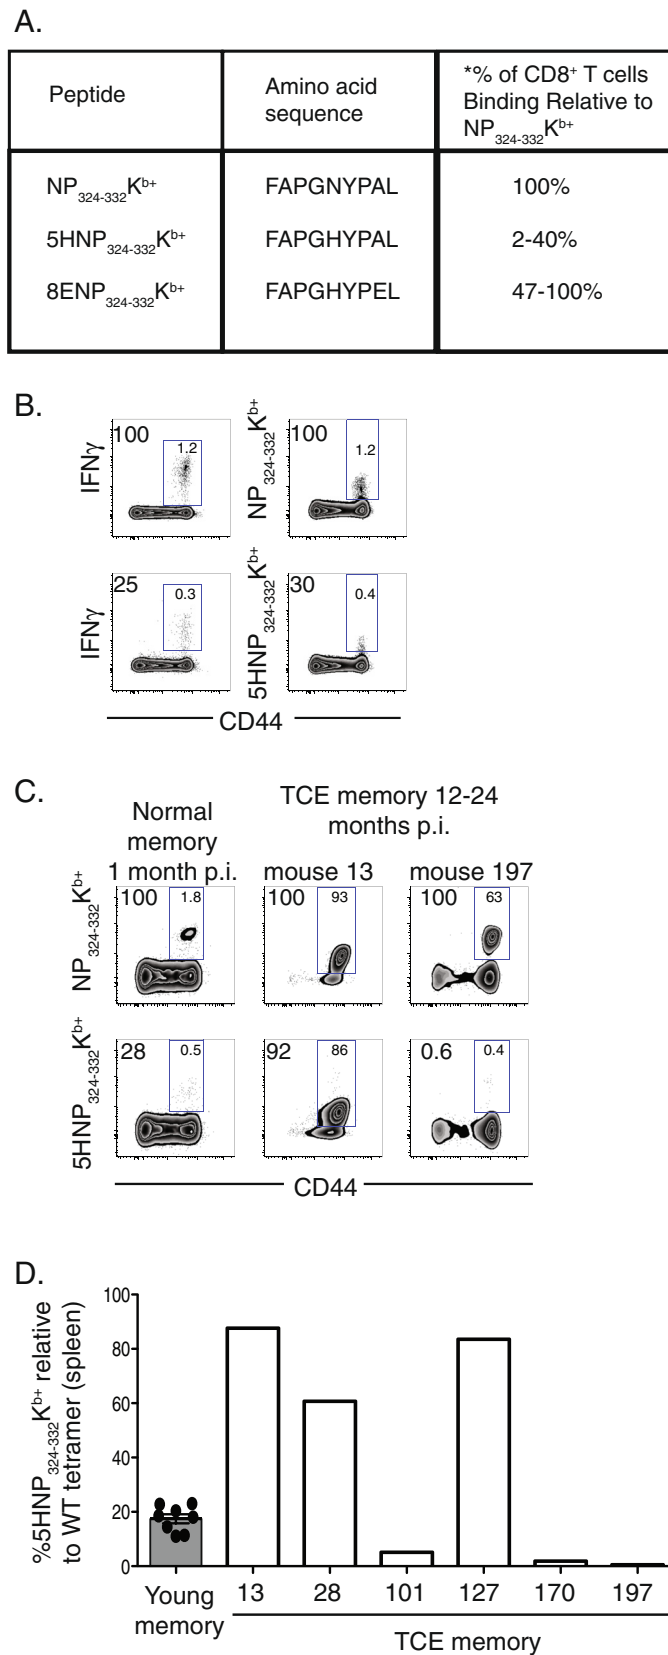 A.
Peptide
Amino acid
sequence
*% of CD8+ T cells
Binding Relative to
NP324-332Kb+
NP324-332Kb+ FAPGNYPAL 100%
5HNP324-332Kb+ FAPGHYPAL 2-40%
8ENP324-332Kb+ FAPGHYPEL 47-100%
B.
IFNγ
100
1.2
NP324-332Kb+
100
1.2
IFNγ
25
0.3
5HNP324-332Kb+
30
0.4
CD44
C.
Normal
memory
1 month p.i.
TCE memory 12-24
months p.i.
mouse 13 mouse 197
NP324-332Kb+
100 1.8
100 93
100 63
5HNP324-332Kb+
28 0.5
92 86
0.6 0.4
CD44
D.
%5HNP324-332Kb+ relative
to WT tetramer (spleen)
100
80
60
40
20
0
Young
memory
13 28 101 127 170 197
TCE memory